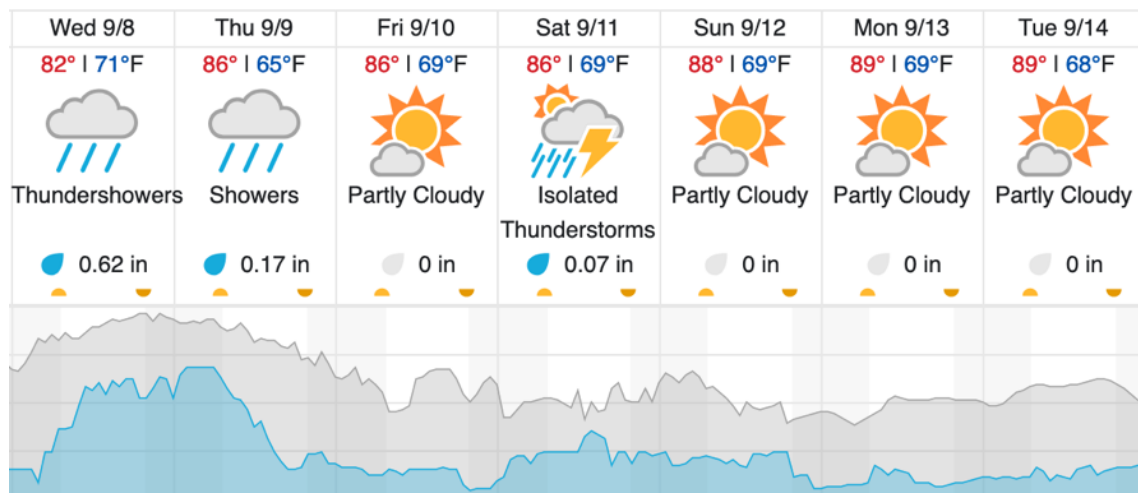 Wed 9/8 Thu 9/9 Fri 9/10 Sat 9/11 Sun 9/12 Mon 9/13 Tue 9/14
82° | 71°F 86° | 65°F 86° | 69°F 86° | 69°F 88° | 69°F 89° | 69°F 89° | 68°F
Thundershowers Showers Partly Cloudy Isolated Partly Cloudy Partly Cloudy Partly Cloudy
Thunderstorms
0.62 in 0.17 in 0 in 0.07 in 0 in 0 in 0 in